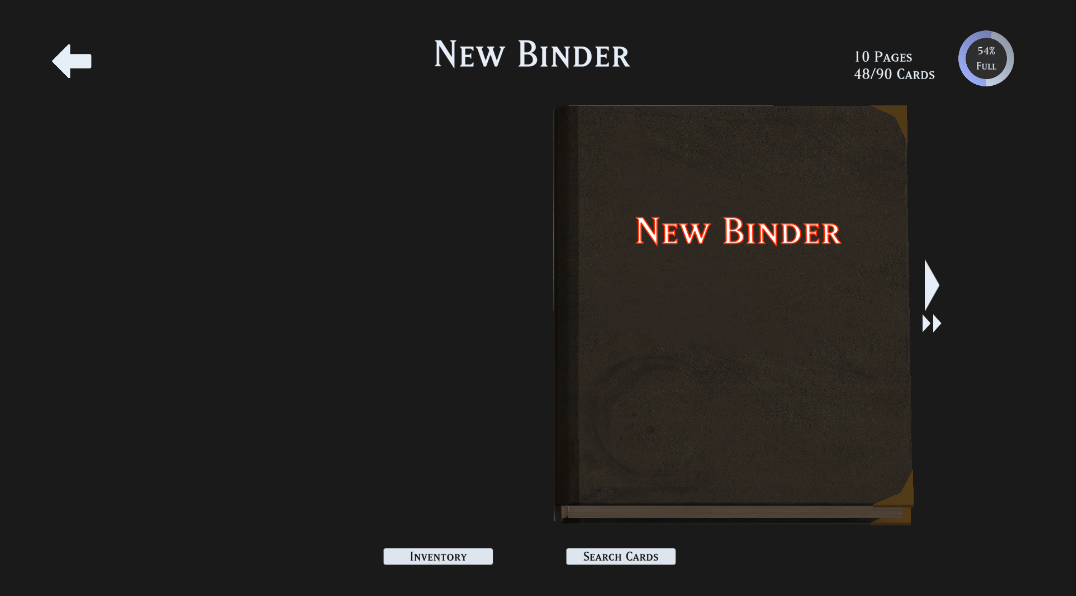 New Binder
10 Pages
48/90 Cards
54%
Full
New Binder
Inventory
Search Cards